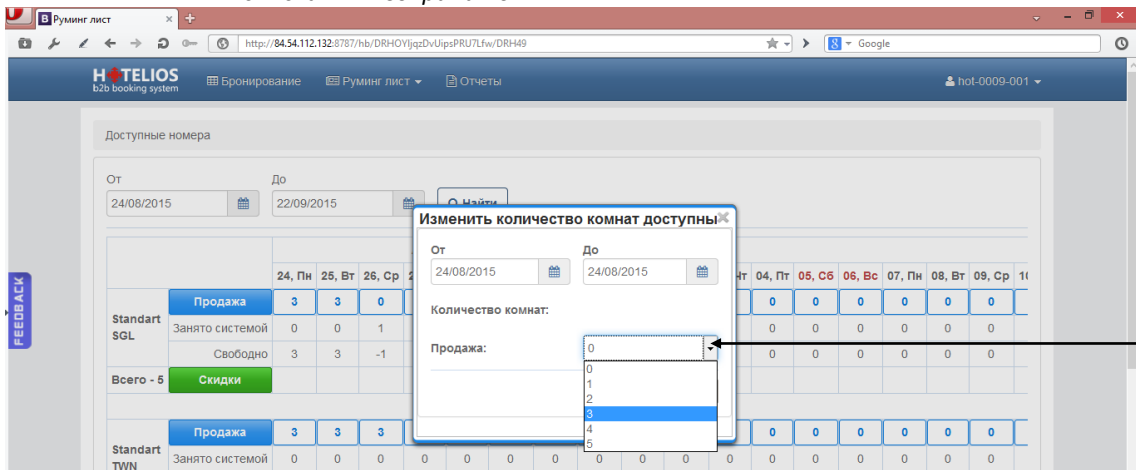 Руминг лист
http://84.54.112.132:8787/hb/DRHOYljqzDvUipsPRU7Lfw/DRH49
Google
HOTELIOS
b2b booking system
Бронирование
Руминг лист
Отчеты
hot-0009-001
FEEDBACK
Доступные номера
От До
24/08/2015 22/09/2015 Найти
24, Пн 25, Вт 26, Ср 04, Пт 05, Сб 06, Вс 07, Пн 08, Вт 09, Ср
Standart SGL
Продажа 3 3 0 0 0 0 0 0 0
Занято системой 0 0 1 0 0 0 0 0 0
Свободно 3 3 -1 0 0 0 0 0 0
Всего - 5 Скидки
Standart TWN
Продажа 3 3 3 0 0 0 0 0 0
Занято системой 0 0 0 0 0 0 0 0 0 0 0 0 0 0 0 0 0
Изменить количество комнат доступны
От До
24/08/2015 24/08/2015
Количество комнат:
Продажа: 0
0
1
2
3
4
5